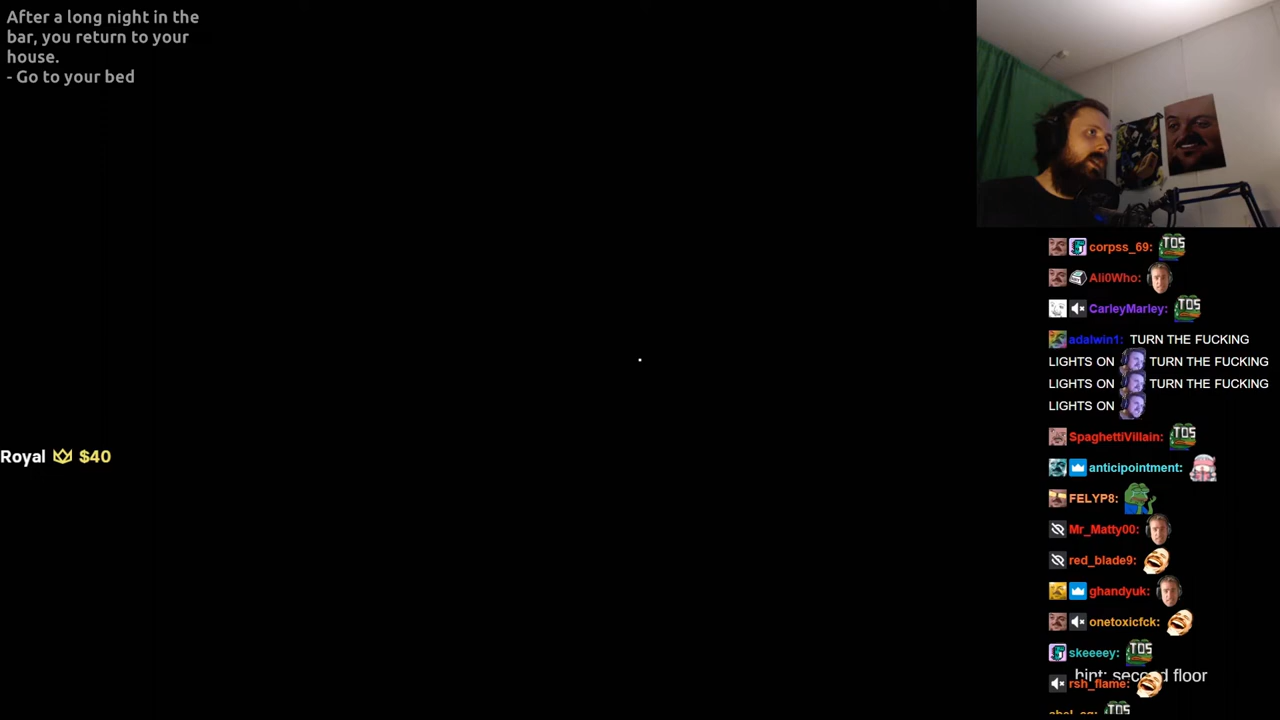 After a long night in the
bar, you return to your
house.
- Go to your bed
Royal $40
corpss_69: TOS
Ali0Who:
CarleyMarley: TOS
adalwin1: TURN THE FUCKING
LIGHTS ON TURN THE FUCKING
LIGHTS ON TURN THE FUCKING
LIGHTS ON
SpaghettiVillain: TOS
anticipointment:
FELYP8:
Mr_Matty00:
red_blade9:
ghandyuk:
onetoxicfck:
skeeeey: TOS
hint: second floor
rsh_flame:
TOS